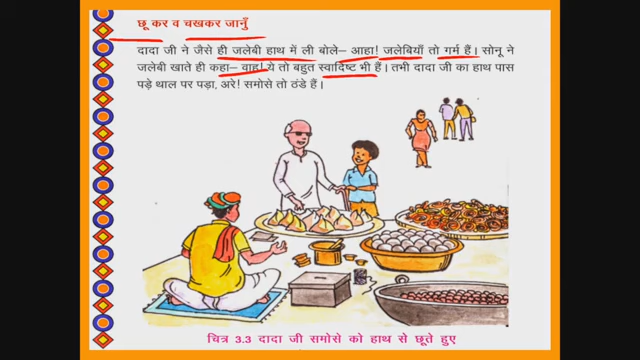 छू कर व चखकर जानुँ
दादा जी ने जैसे ही जलेबी हाथ में ली बोले– आहा! जलेबियाँ तो गर्म हैं। सोनू ने
जलेबी खाते ही कहा– वाह! ये तो बहुत स्वादिष्ट भी हैं। तभी दादा जी का हाथ पास
पड़े थाल पर पड़ा, अरे! समोसे तो ठंडे हैं।
चित्र 3.3 दादा जी समोसे को हाथ से छूते हुए